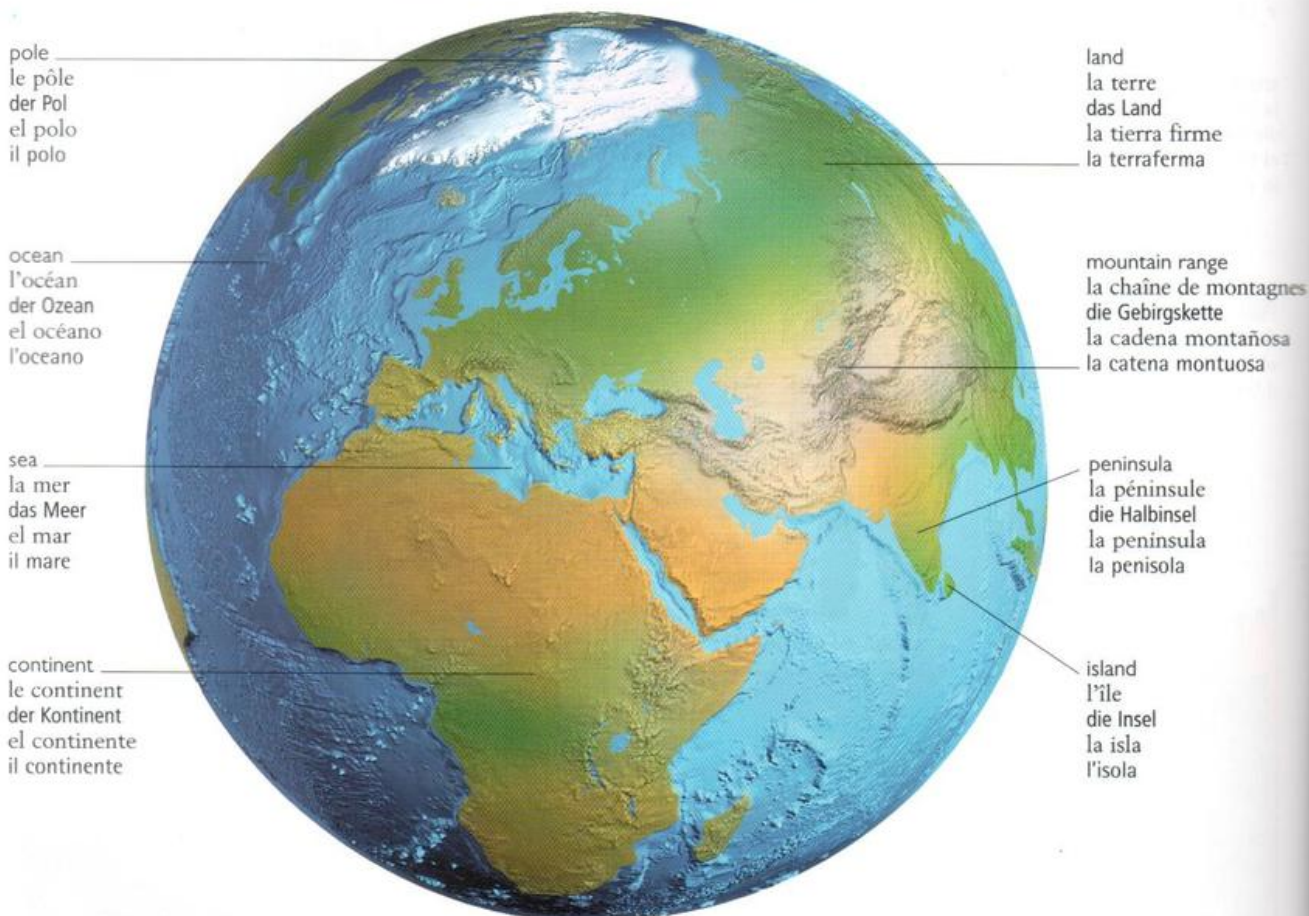 pole
le pôle
der Pol
el polo
il polo
ocean
l'océan
der Ozean
el océano
l'oceano
sea
la mer
das Meer
el mar
il mare
continent
le continent
der Kontinent
el continente
il continente
land
la terre
das Land
la tierra firme
la terraferma
mountain range
la chaîne de montagnes
die Gebirgskette
la cadena montañosa
la catena montuosa
peninsula
la péninsule
die Halbinsel
la peninsula
la penisola
island
l'île
die Insel
la isla
l'isola